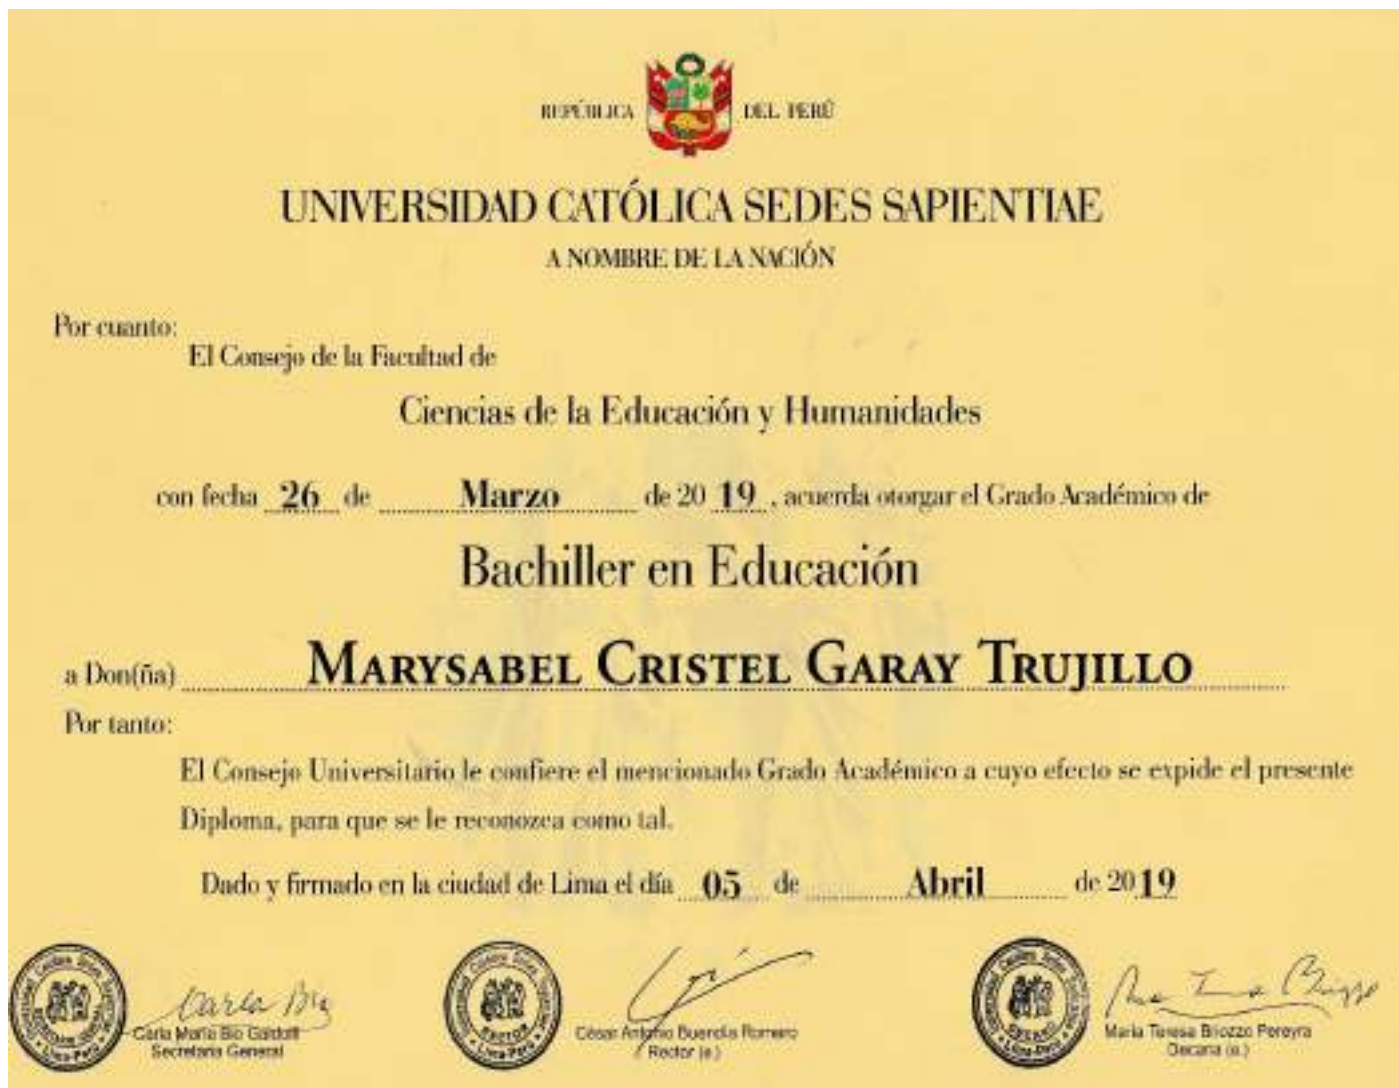 REPÚBLICA DEL PERÚ
UNIVERSIDAD CATÓLICA SEDES SAPIENTIAE
A NOMBRE DE LA NACIÓN
Por cuanto:
El Consejo de la Facultad de
Ciencias de la Educación y Humanidades
con fecha 26 de Marzo de 2019, acuerda otorgar el Grado Académico de
Bachiller en Educación
a Don(ña) MARYSABEL CRISTEL GARAY TRUJILLO
Por tanto:
El Consejo Universitario le confiere el mencionado Grado Académico a cuyo efecto se expide el presente
Diploma, para que se le reconozca como tal.
Dado y firmado en la ciudad de Lima el día 05 de Abril de 2019
Carla María Bio
Secretaria General
César Antonio Buendía Romero
Rector (e.)
María Teresa Briozzo Pereyra
Decana (e.)